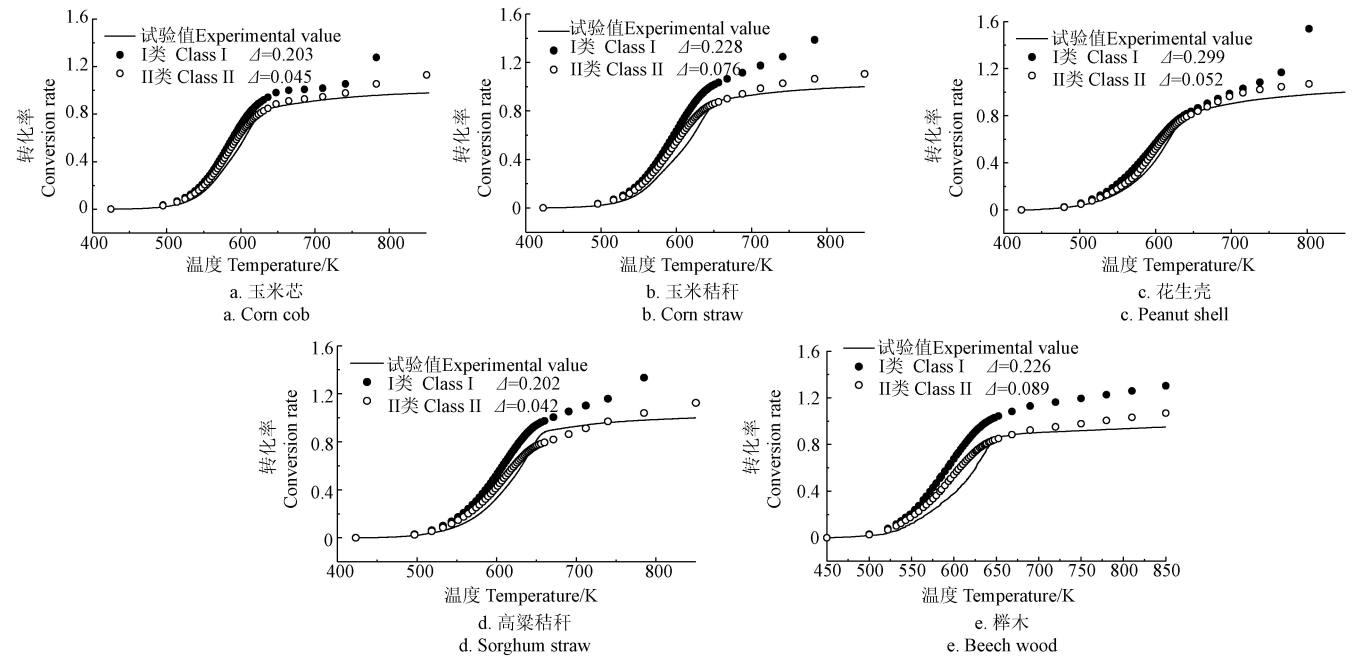 1.6
试验值Experimental value
I类 Class I Δ=0.203
II类 Class II Δ=0.045
1.2
0.8
0.4
0
转化率
Conversion rate
400 500 600 700 800
温度 Temperature/K
a. 玉米芯
a. Corn cob
1.6
试验值Experimental value
I类 Class I Δ=0.228
II类 Class II Δ=0.076
1.2
0.8
0.4
0
转化率
Conversion rate
400 500 600 700 800
温度 Temperature/K
b. 玉米秸秆
b. Corn straw
1.6
试验值Experimental value
I类 Class I Δ=0.299
II类 Class II Δ=0.052
1.2
0.8
0.4
0
转化率
Conversion rate
400 500 600 700 800
温度 Temperature/K
c. 花生壳
c. Peanut shell
1.6
试验值Experimental value
I类 Class I Δ=0.202
II类 Class II Δ=0.042
1.2
0.8
0.4
0
转化率
Conversion rate
400 500 600 700 800
温度 Temperature/K
d. 高粱秸秆
d. Sorghum straw
1.6
试验值Experimental value
I类 Class I Δ=0.226
II类 Class II Δ=0.089
1.2
0.8
0.4
0
转化率
Conversion rate
450 500 550 600 650 700 750 800 850
温度 Temperature/K
e. 榉木
e. Beech wood